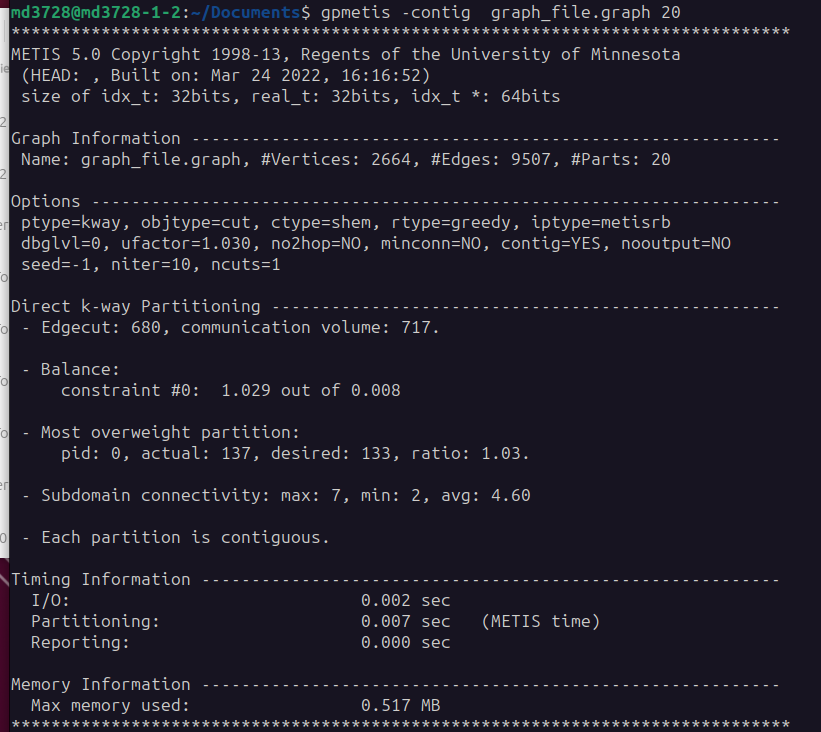 md3728@md3728-1-2:~/Documents$ gpmetis -contig  graph_file.graph 20
******************************************************************************
METIS 5.0 Copyright 1998-13, Regents of the University of Minnesota
 (HEAD: , Built on: Mar 24 2022, 16:16:52)
 size of idx_t: 32bits, real_t: 32bits, idx_t *: 64bits

Graph Information -----------------------------------------------------------
 Name: graph_file.graph, #Vertices: 2664, #Edges: 9507, #Parts: 20

Options ---------------------------------------------------------------------
 ptype=kway, objtype=cut, ctype=shem, rtype=greedy, iptype=metisrb
 dbglvl=0, ufactor=1.030, no2hop=NO, minconn=NO, contig=YES, nooutput=NO
 seed=-1, niter=10, ncuts=1

Direct k-way Partitioning ---------------------------------------------------
 - Edgecut: 680, communication volume: 717.

 - Balance:
     constraint #0:  1.029 out of 0.008

 - Most overweight partition:
     pid: 0, actual: 137, desired: 133, ratio: 1.03.

 - Subdomain connectivity: max: 7, min: 2, avg: 4.60

 - Each partition is contiguous.

Timing Information ----------------------------------------------------------
  I/O:                             0.002 sec
  Partitioning:                    0.007 sec   (METIS time)
  Reporting:                       0.000 sec

Memory Information ----------------------------------------------------------
  Max memory used:                 0.517 MB
******************************************************************************